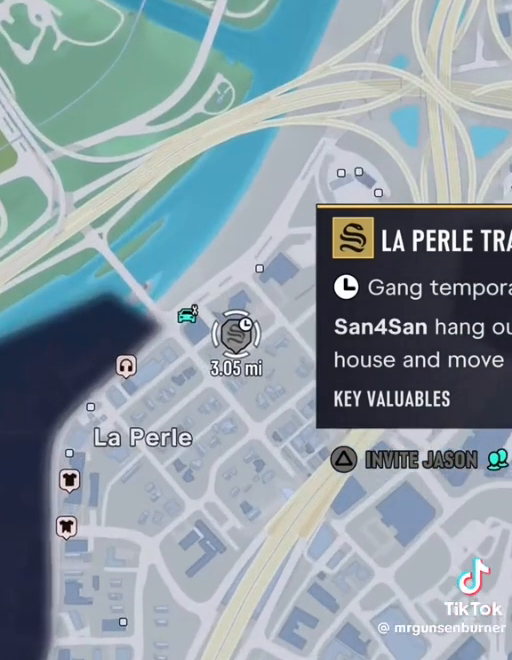 LA PERLE TRA
Gang tempora
San4San hang ou
house and move
KEY VALUABLES
INVITE JASON
3.05 mi
La Perle
TikTok
@ mrgunsenburner